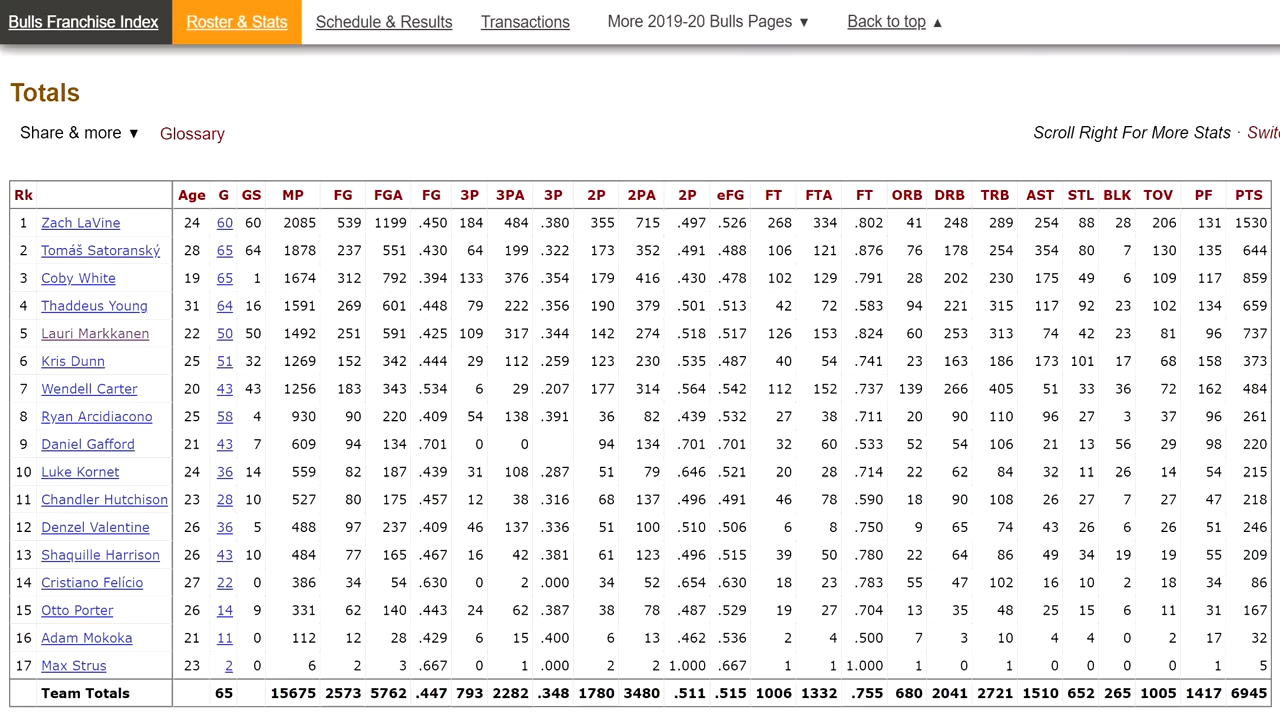 Bulls Franchise Index Roster & Stats Schedule & Results Transactions More 2019-20 Bulls Pages ▼ Back to top ▲
Totals
Share & more ▼ Glossary Scroll Right For More Stats · Swit
Rk Age G GS MP FG FGA FG 3P 3PA 3P 2P 2PA 2P eFG FT FTA FT ORB DRB TRB AST STL BLK TOV PF PTS
1 Zach LaVine 24 60 60 2085 539 1199 .450 184 484 .380 355 715 .497 .526 268 334 .802 41 248 289 254 88 28 206 131 1530
2 Tomáš Satoranský 28 65 64 1878 237 551 .430 64 199 .322 173 352 .491 .488 106 121 .876 76 178 254 354 80 7 130 135 644
3 Coby White 19 65 1 1674 312 792 .394 133 376 .354 179 416 .430 .478 102 129 .791 28 202 230 175 49 6 109 117 859
4 Thaddeus Young 31 64 16 1591 269 601 .448 79 222 .356 190 379 .501 .513 42 72 .583 94 221 315 117 92 23 102 134 659
5 Lauri Markkanen 22 50 50 1492 251 591 .425 109 317 .344 142 274 .518 .517 126 153 .824 60 253 313 74 42 23 81 96 737
6 Kris Dunn 25 51 32 1269 152 342 .444 29 112 .259 123 230 .535 .487 40 54 .741 23 163 186 173 101 17 68 158 373
7 Wendell Carter 20 43 43 1256 183 343 .534 6 29 .207 177 314 .564 .542 112 152 .737 139 266 405 51 33 36 72 162 484
8 Ryan Arcidiacono 25 58 4 930 90 220 .409 54 138 .391 36 82 .439 .532 27 38 .711 20 90 110 96 27 3 37 96 261
9 Daniel Gafford 21 43 7 609 94 134 .701 0 0 94 134 .701 .701 32 60 .533 52 54 106 21 13 56 29 98 220
10 Luke Kornet 24 36 14 559 82 187 .439 31 108 .287 51 79 .646 .521 20 28 .714 22 62 84 32 11 26 14 54 215
11 Chandler Hutchison 23 28 10 527 80 175 .457 12 38 .316 68 137 .496 .491 46 78 .590 18 90 108 26 27 7 27 47 218
12 Denzel Valentine 26 36 5 488 97 237 .409 46 137 .336 51 100 .510 .506 6 8 .750 9 65 74 43 26 6 26 51 246
13 Shaquille Harrison 26 43 10 484 77 165 .467 16 42 .381 61 123 .496 .515 39 50 .780 22 64 86 49 34 19 19 55 209
14 Cristiano Felício 27 22 0 386 34 54 .630 0 2 .000 34 52 .654 .630 18 23 .783 55 47 102 16 10 2 18 34 86
15 Otto Porter 26 14 9 331 62 140 .443 24 62 .387 38 78 .487 .529 19 27 .704 13 35 48 25 15 6 11 31 167
16 Adam Mokoka 21 11 0 112 12 28 .429 6 15 .400 6 13 .462 .536 2 4 .500 7 3 10 4 4 0 2 17 32
17 Max Strus 23 2 0 6 2 3 .667 0 1 .000 2 2 1.000 .667 1 1 1.000 1 0 1 0 0 0 0 1 5
Team Totals 65 15675 2573 5762 .447 793 2282 .348 1780 3480 .511 .515 1006 1332 .755 680 2041 2721 1510 652 265 1005 1417 6945